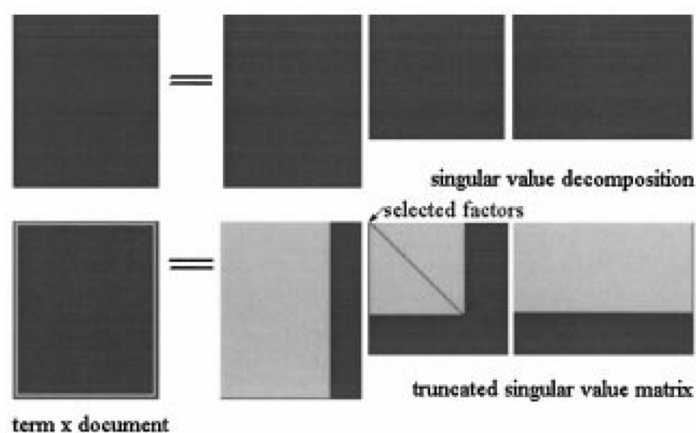 singular value decomposition
selected factors
truncated singular value matrix
term x document